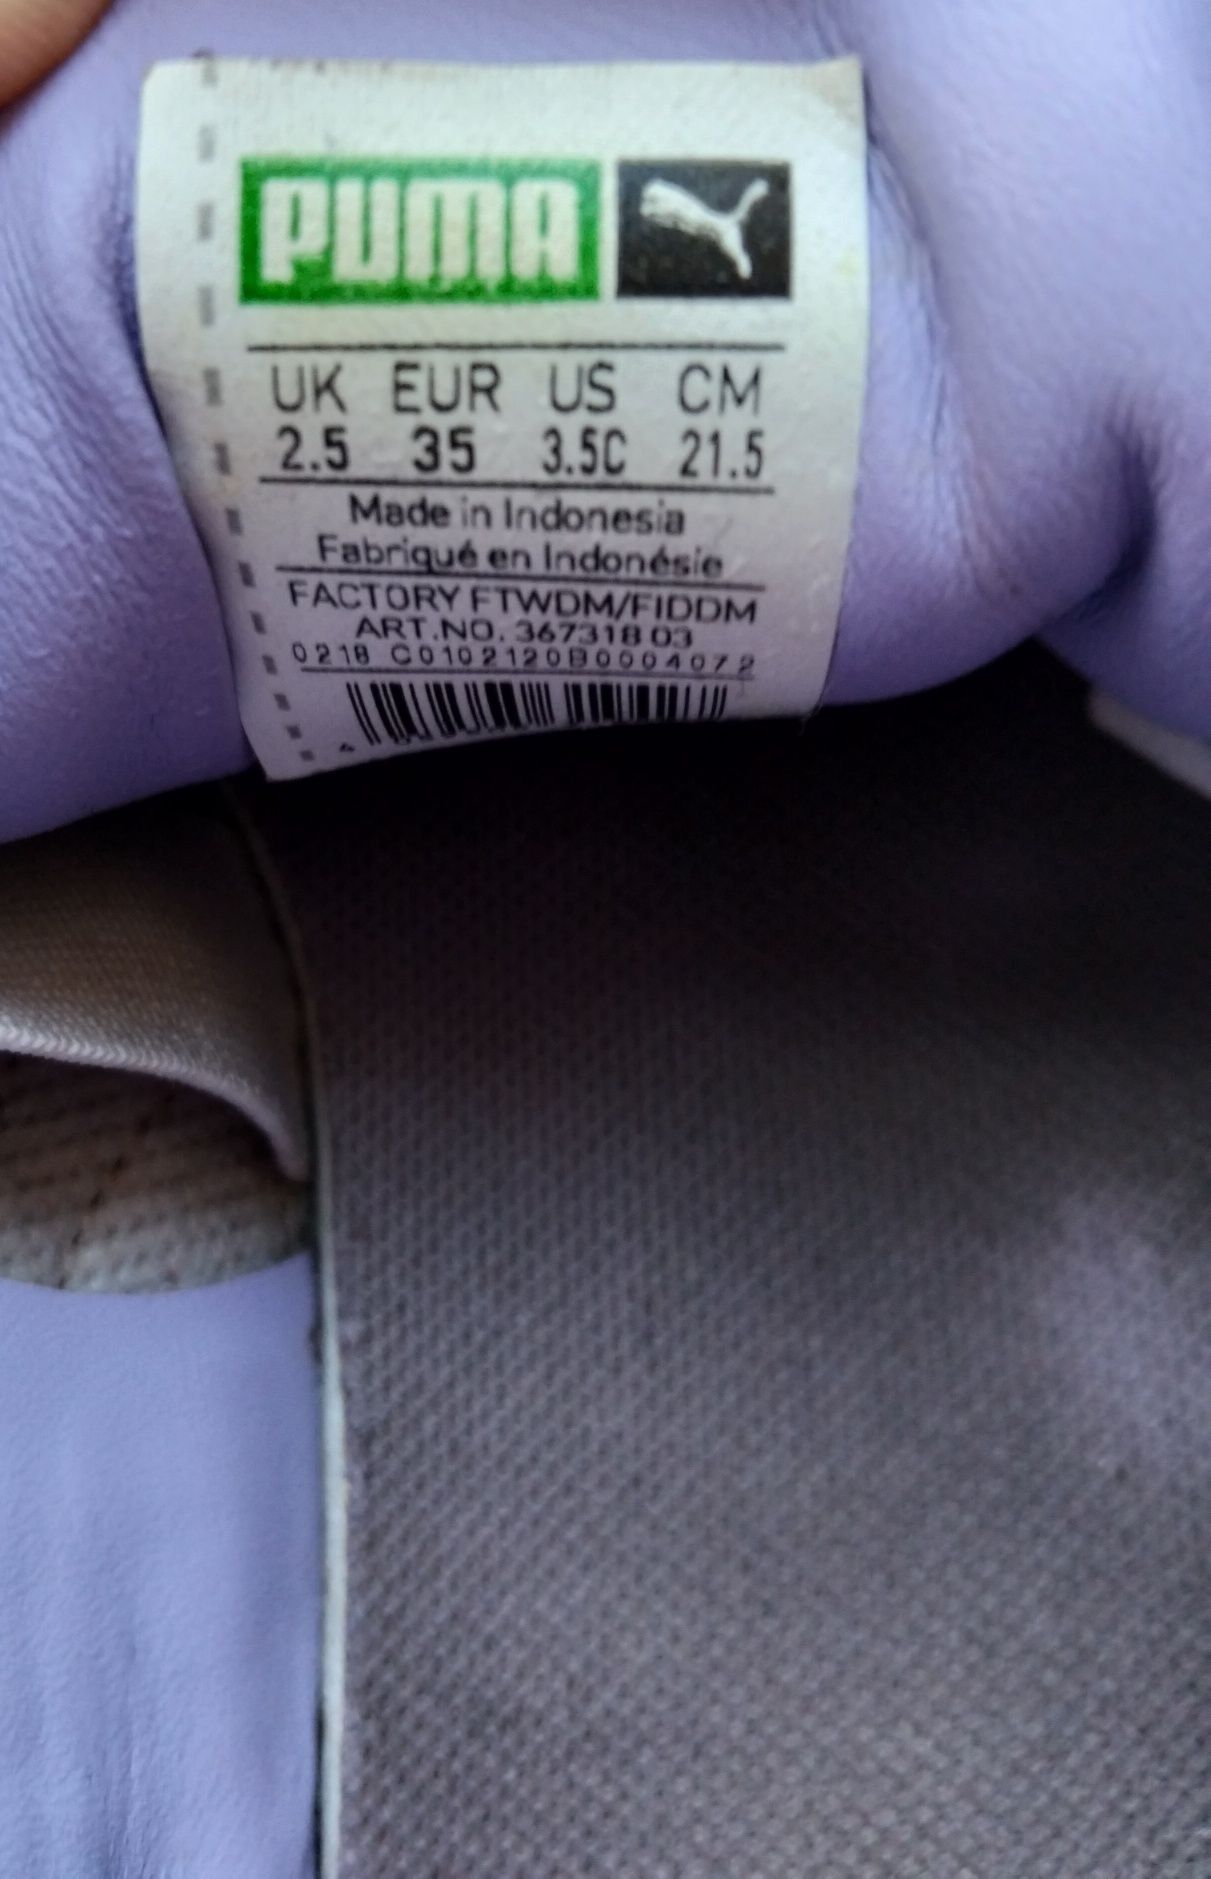 PUMA
UK EUR US CM
2.5 35 3.5C 21.5
Made in Indonesia
Fabriqué en Indonésie
FACTORY FTWDM/FIDDM
ART.NO. 367318 03
0218 C0102120B0004072